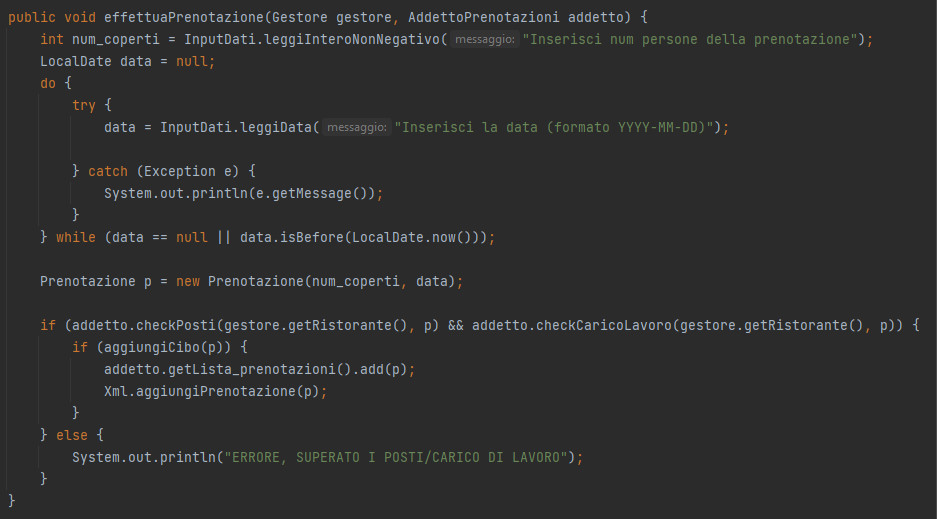 public void effettuaPrenotazione(Gestore gestore, AddettoPrenotazioni addetto) {
    int num_coperti = InputDati.leggiInteroNonNegativo( messaggio: "Inserisci num persone della prenotazione");
    LocalDate data = null;
    do {
        try {
            data = InputDati.leggiData( messaggio: "Inserisci la data (formato YYYY-MM-DD)");
        } catch (Exception e) {
            System.out.println(e.getMessage());
        }
    } while (data == null || data.isBefore(LocalDate.now()));
    Prenotazione p = new Prenotazione(num_coperti, data);
    if (addetto.checkPosti(gestore.getRistorante(), p) && addetto.checkCaricoLavoro(gestore.getRistorante(), p)) {
        if (aggiungiCibo(p)) {
            addetto.getLista_prenotazioni().add(p);
            Xml.aggiungiPrenotazione(p);
        }
    } else {
        System.out.println("ERRORE, SUPERATO I POSTI/CARICO DI LAVORO");
    }
}